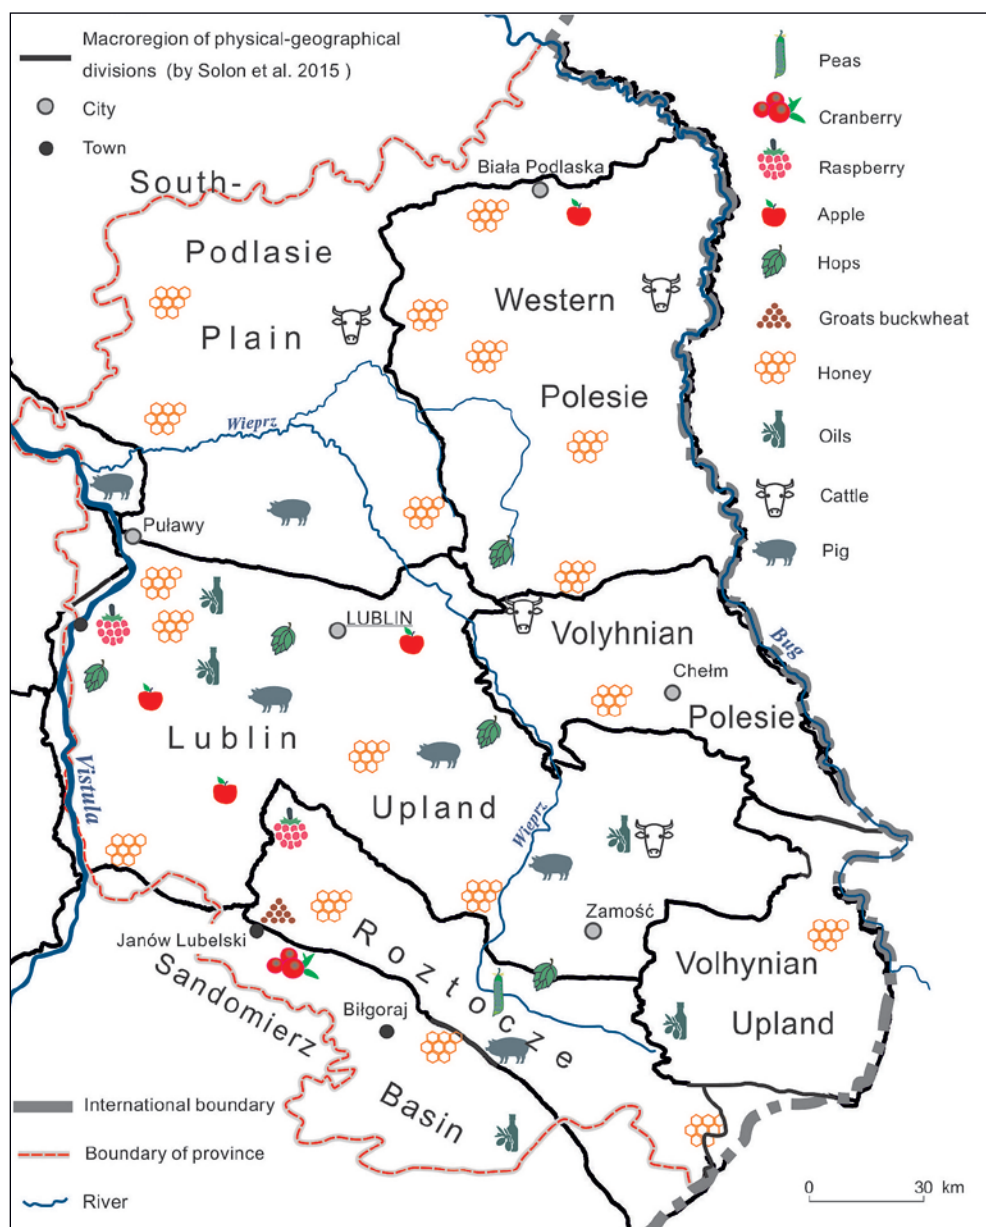 Macroregion of physical-geographical
divisions (by Solon et al. 2015 )
City
Town
Peas
Cranberry
Raspberry
Apple
Hops
Groats buckwheat
Honey
Oils
Cattle
Pig
South-
Podlasie
Plain
Biała Podlaska
Western
Polesie
Wieprz
Puławy
LUBLIN
Volyhnian
Polesie
Chełm
Bug
Lublin
Upland
Vistula
Wieprz
Zamość
Janów Lubelski
Roztocze
Sandomierz
Basin
Biłgoraj
Volhynian
Upland
International boundary
Boundary of province
River
0 30 km